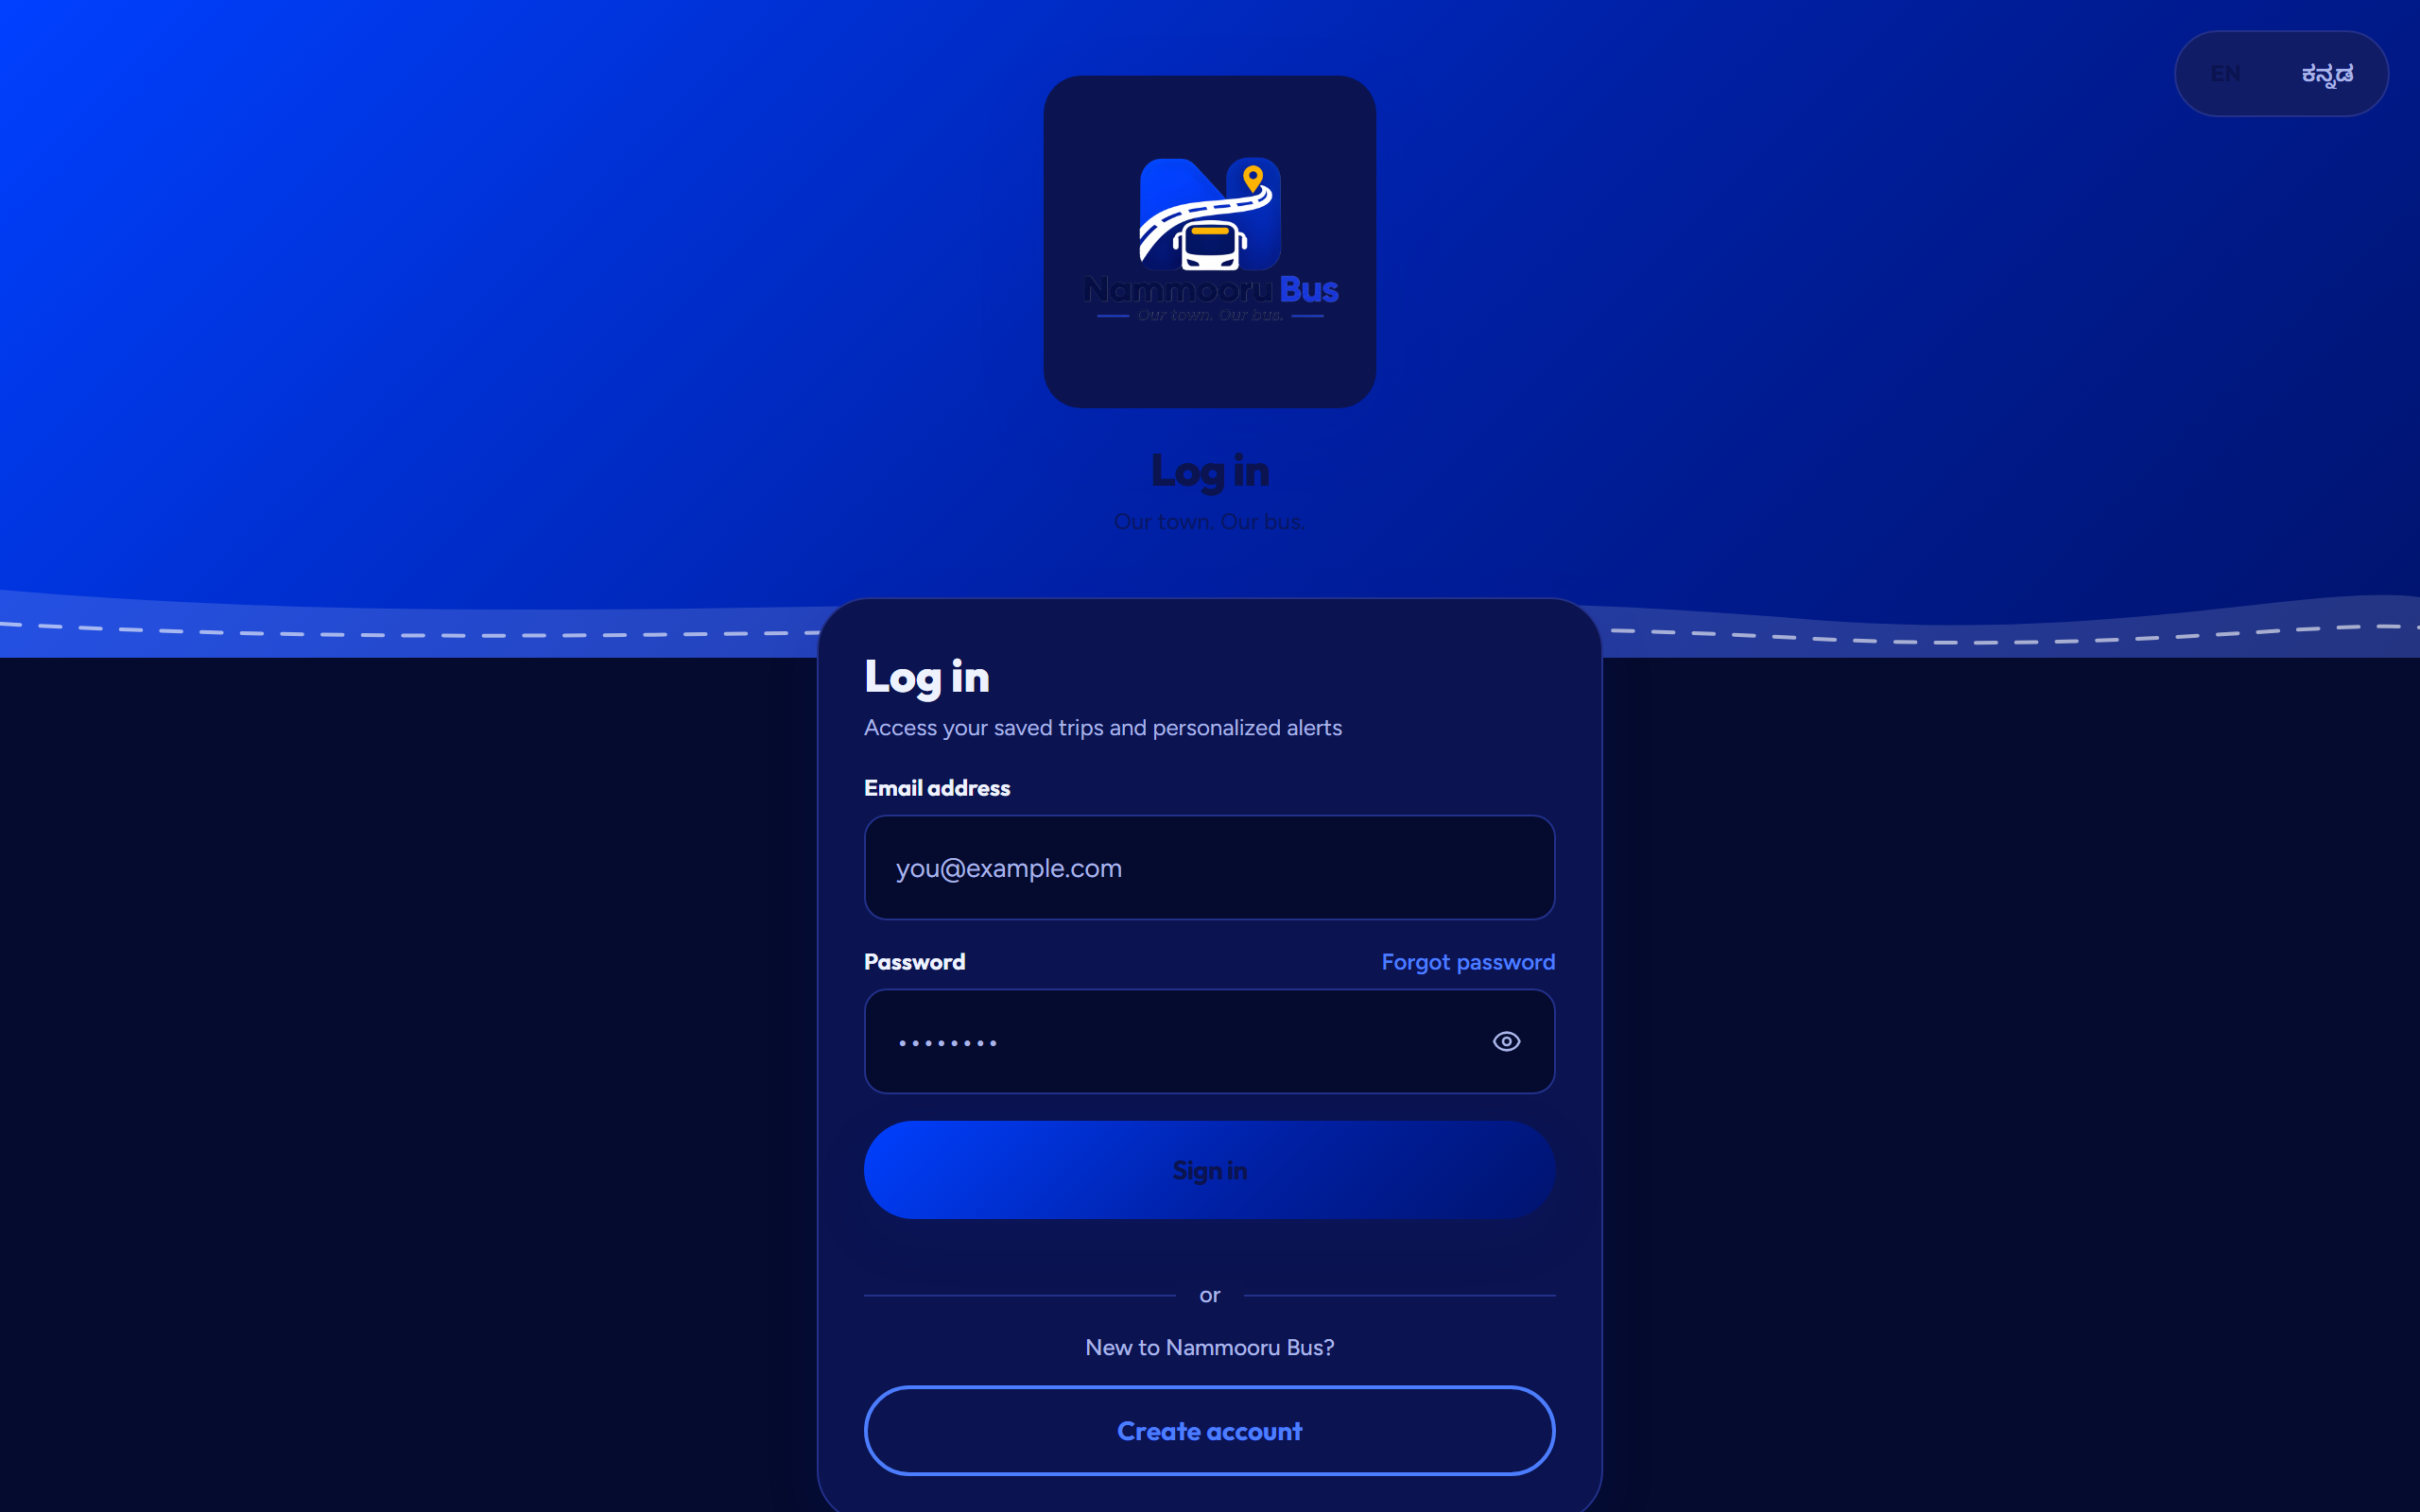 EN ಕನ್ನಡ
Nammooru Bus
Our town. Our bus.
Log in
Our town. Our bus.
Log in
Access your saved trips and personalized alerts
Email address
you@example.com
Password Forgot password
Sign in
or
New to Nammooru Bus?
Create account